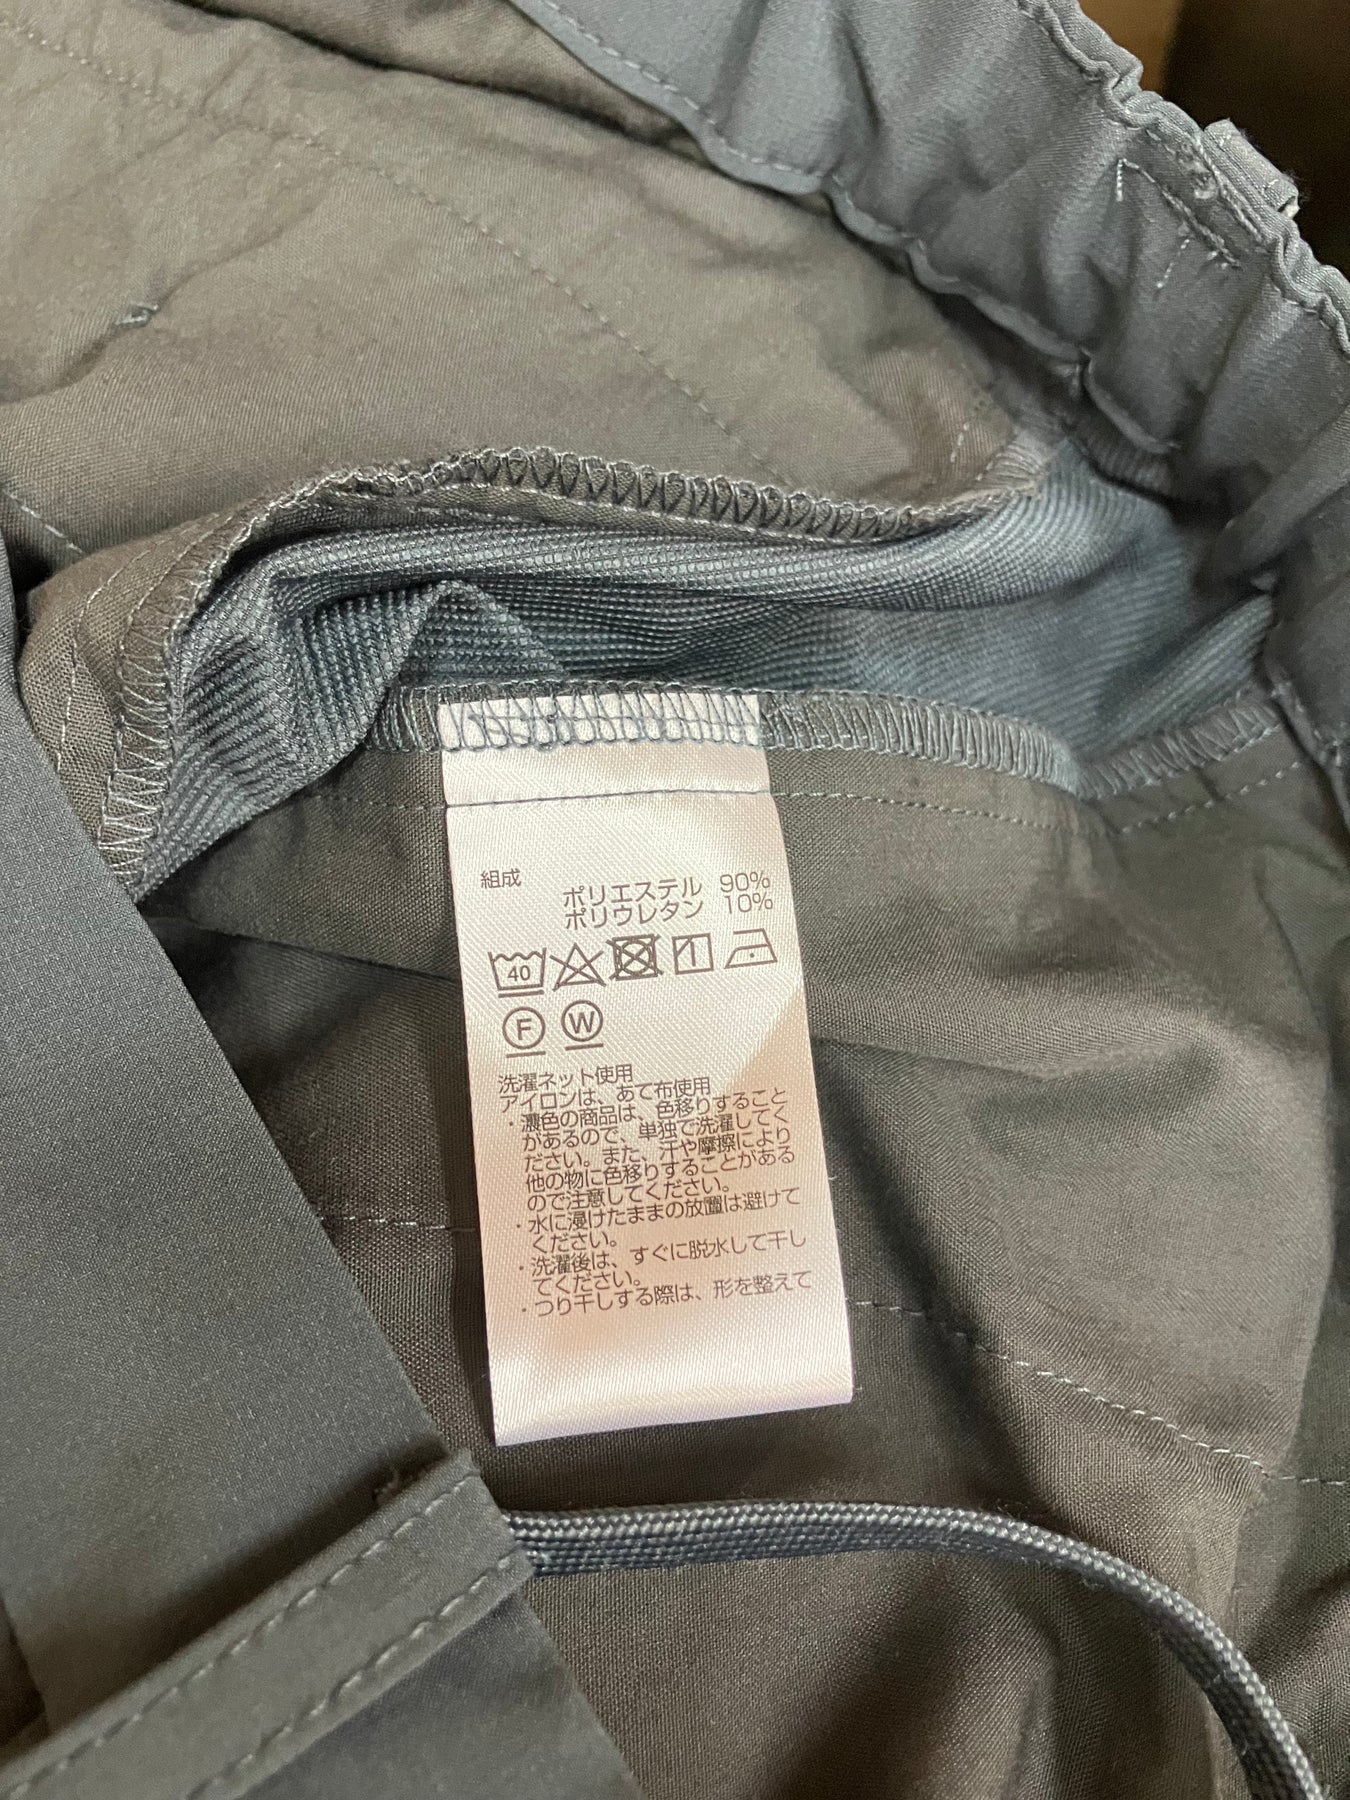 組成
ポリエステル 90%
ポリウレタン 10%
40
F W
洗濯ネット使用
アイロンは、あて布使用
・濃色の商品は、色移りすること
があるので、単独で洗濯してく
ださい。また、汗や摩擦により
他の物に色移りすることがある
ので注意してください。
・水に浸けたままの放置は避けて
ください。
・洗濯後は、すぐに脱水して干し
てください。
・つり干しする際は、形を整えて